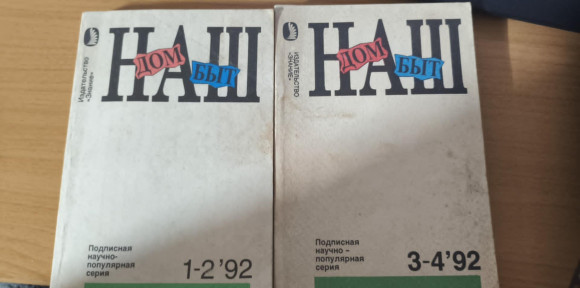 Издательство
«Знание»
НАШ
ДОМ
БЫТ
Подписная
научно-
популярная
серия
1-2'92
ИЗДАТЕЛЬСТВО
«ЗНАНИЕ»
НАШ
ДОМ
БЫТ
Подписная
научно –
популярная
серия
3-4'92